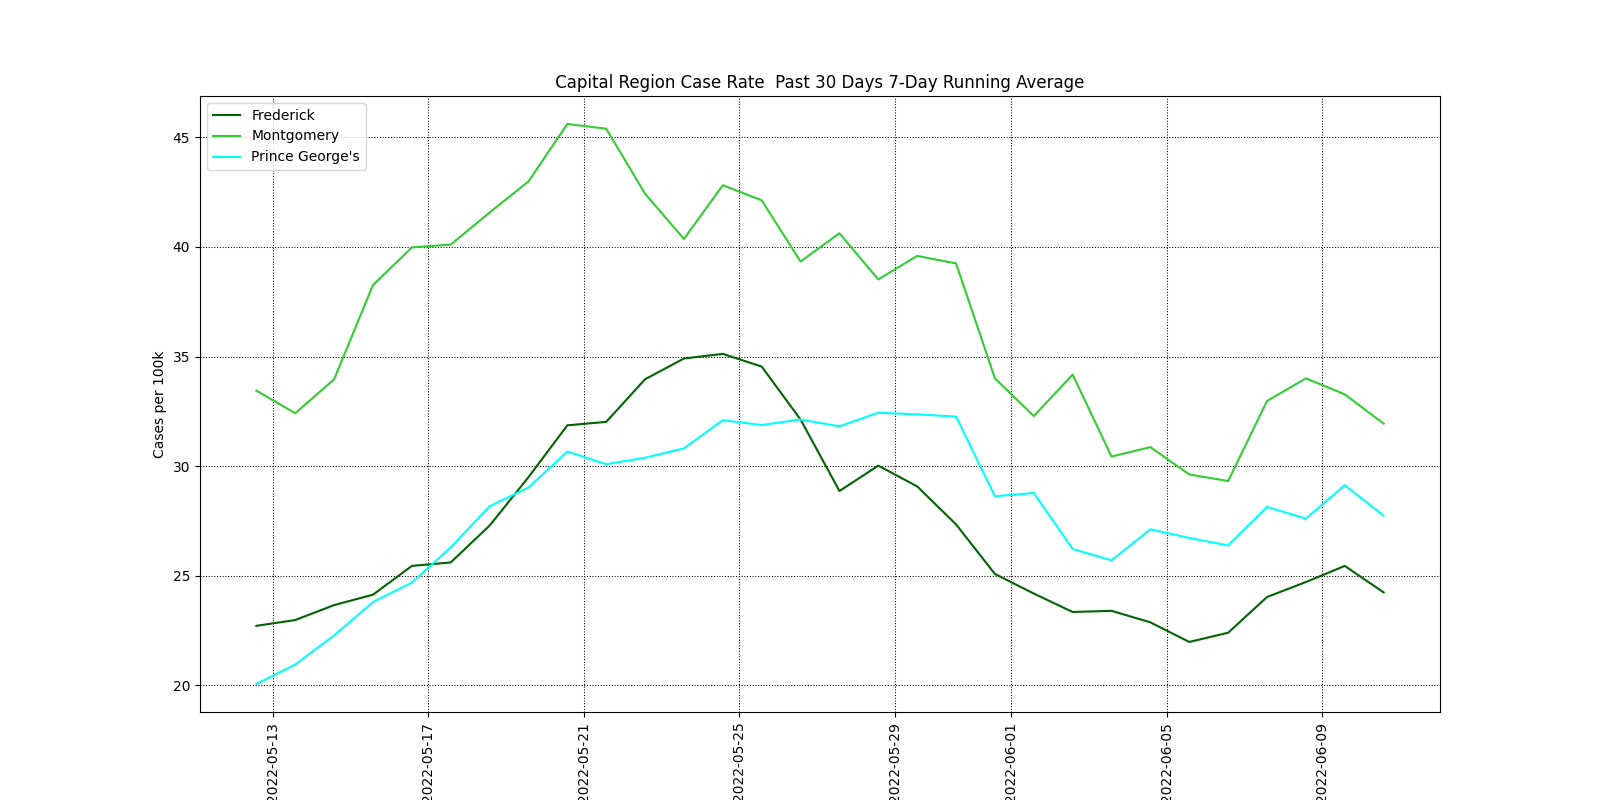 Capital Region Case Rate  Past 30 Days 7-Day Running Average
Frederick
Montgomery
Prince George's
45
40
35
30
25
20
Cases per 100k
2022-05-13
2022-05-17
2022-05-21
2022-05-25
2022-05-29
2022-06-01
2022-06-05
2022-06-09